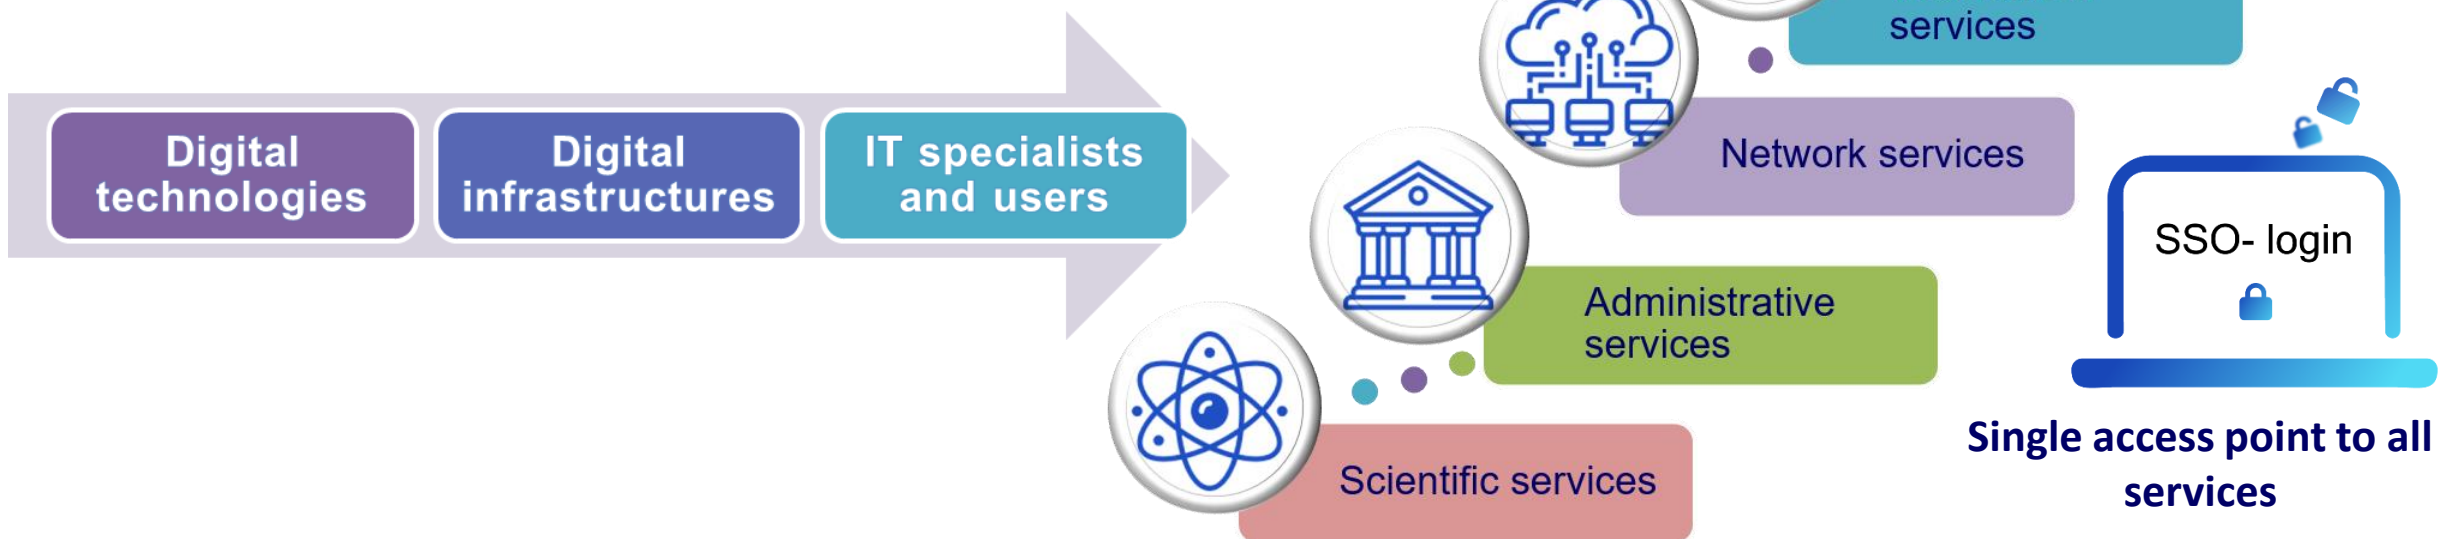 services
Digital
technologies
Digital
infrastructures
IT specialists
and users
Network services
SSO- login
Administrative
services
Scientific services
Single access point to all
services